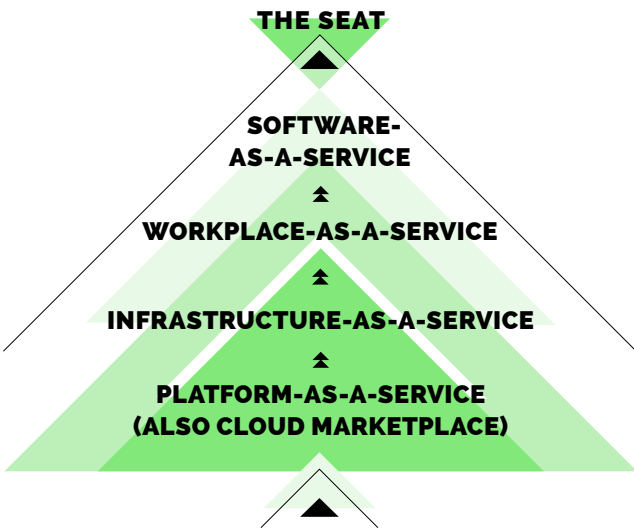 THE SEAT
SOFTWARE-
AS-A-SERVICE
WORKPLACE-AS-A-SERVICE
INFRASTRUCTURE-AS-A-SERVICE
PLATFORM-AS-A-SERVICE
(ALSO CLOUD MARKETPLACE)